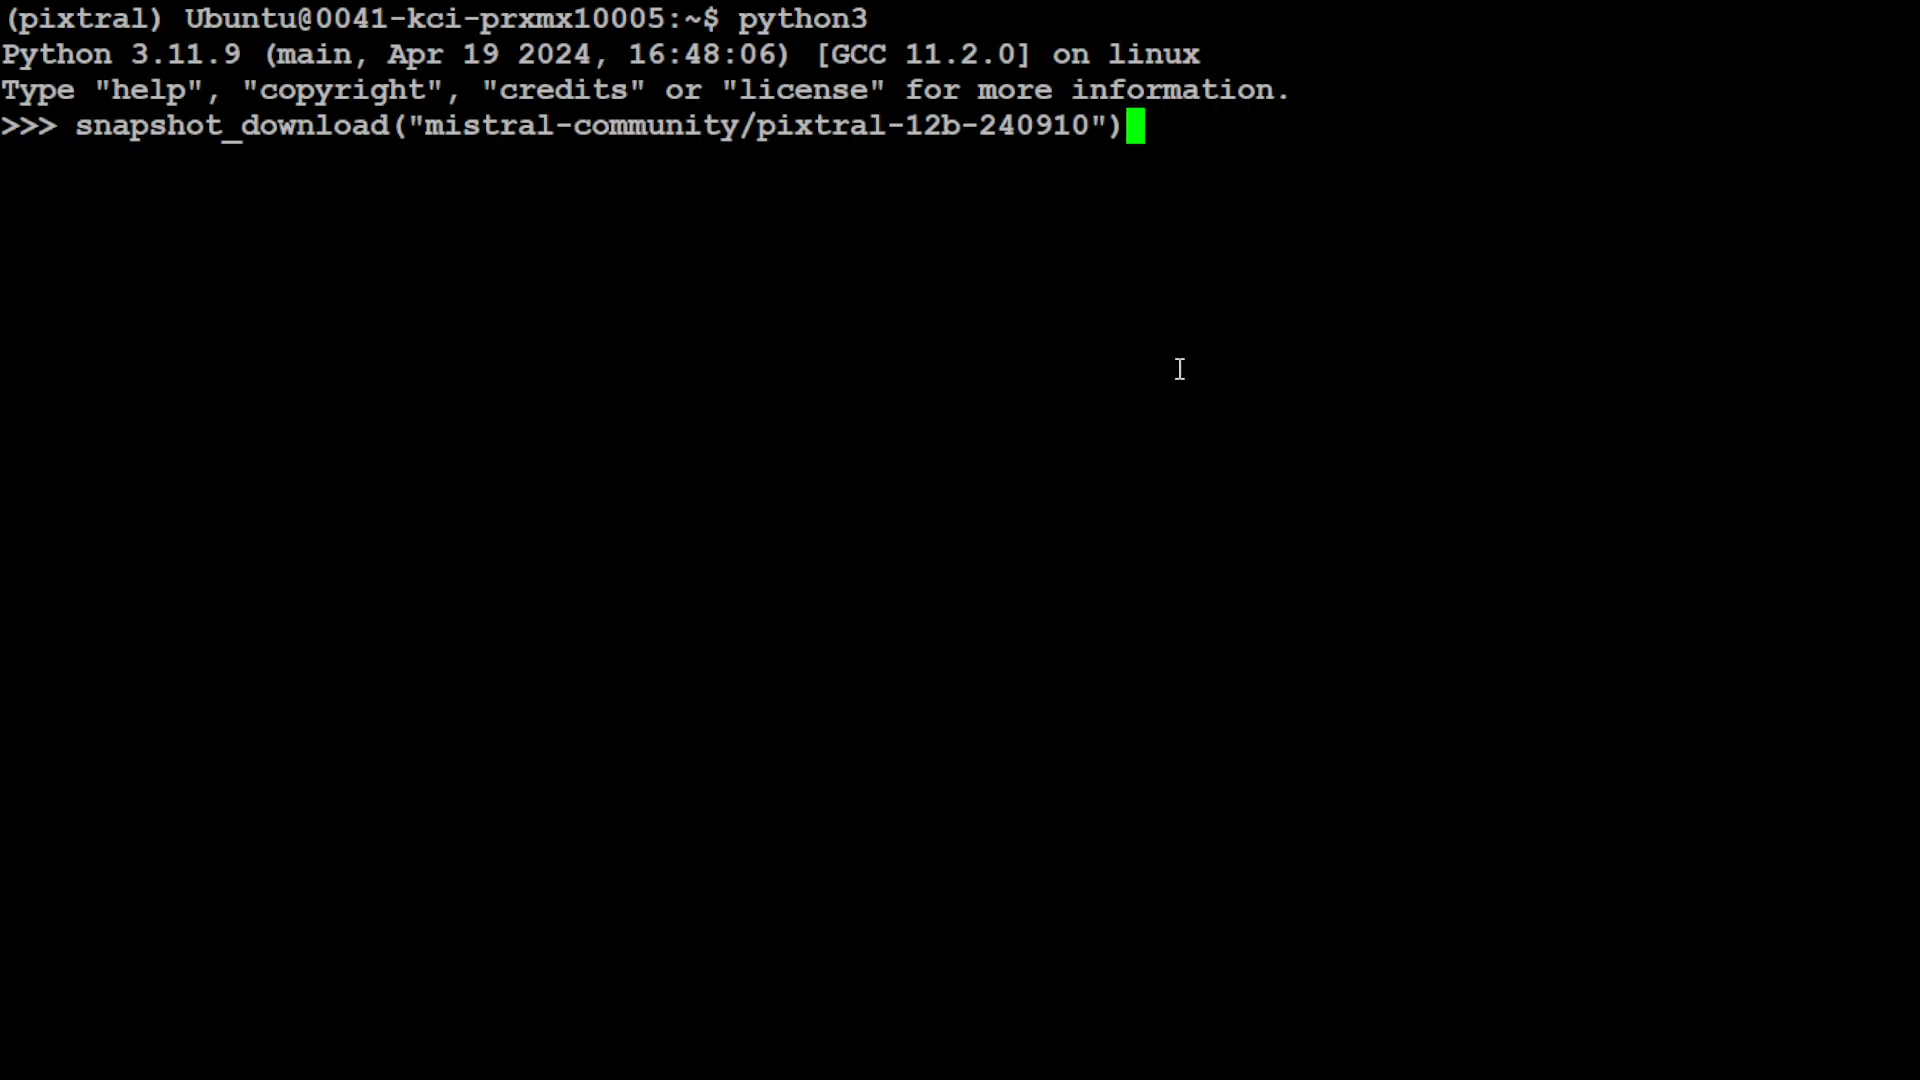 (pixtral) Ubuntu@0041-kci-prxmx10005:~$ python3
Python 3.11.9 (main, Apr 19 2024, 16:48:06) [GCC 11.2.0] on linux
Type "help", "copyright", "credits" or "license" for more information.
>>> snapshot_download("mistral-community/pixtral-12b-240910")